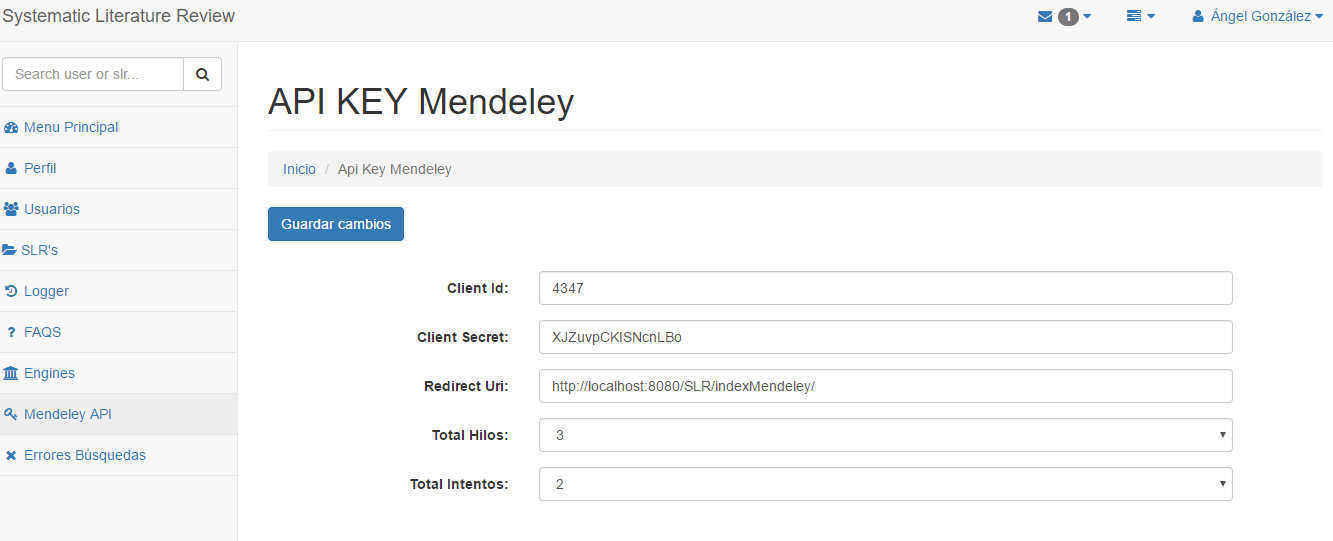 Systematic Literature Review
1
Ángel González
Search user or slr...
Menu Principal
Perfil
Usuarios
SLR's
Logger
? FAQS
Engines
Mendeley API
Errores Búsquedas
API KEY Mendeley
Inicio / Api Key Mendeley
Guardar cambios
Client Id: 4347
Client Secret: XJZuvpCKISNcnLBo
Redirect Uri: http://localhost:8080/SLR/indexMendeley/
Total Hilos: 3
Total Intentos: 2